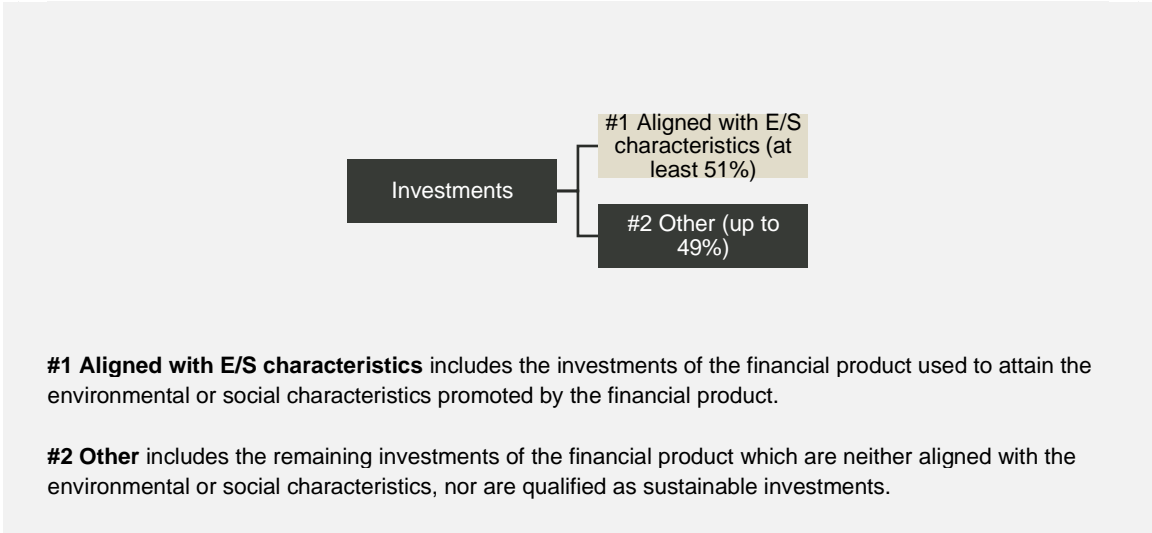 #1 Aligned with E/S
characteristics (at
least 51%)
Investments
#2 Other (up to
49%)
#1 Aligned with E/S characteristics includes the investments of the financial product used to attain the
environmental or social characteristics promoted by the financial product.
#2 Other includes the remaining investments of the financial product which are neither aligned with the
environmental or social characteristics, nor are qualified as sustainable investments.